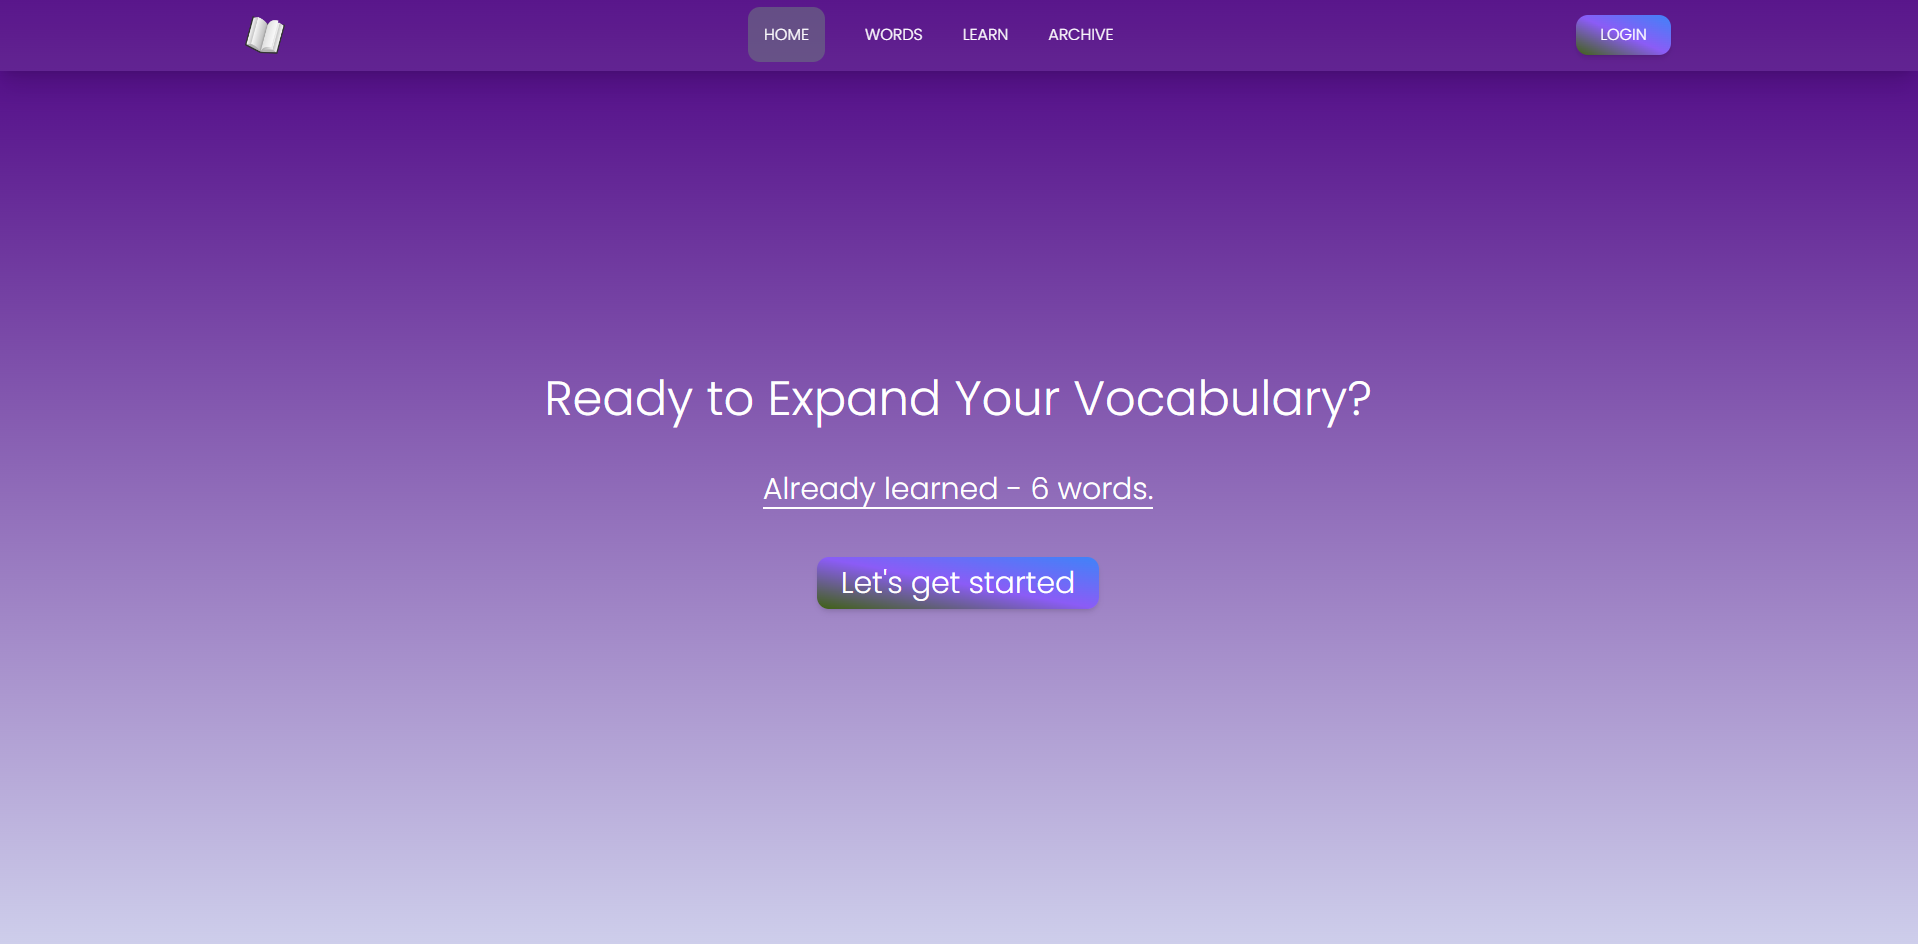 HOME WORDS LEARN ARCHIVE LOGIN
Ready to Expand Your Vocabulary?
Already learned - 6 words.
Let's get started